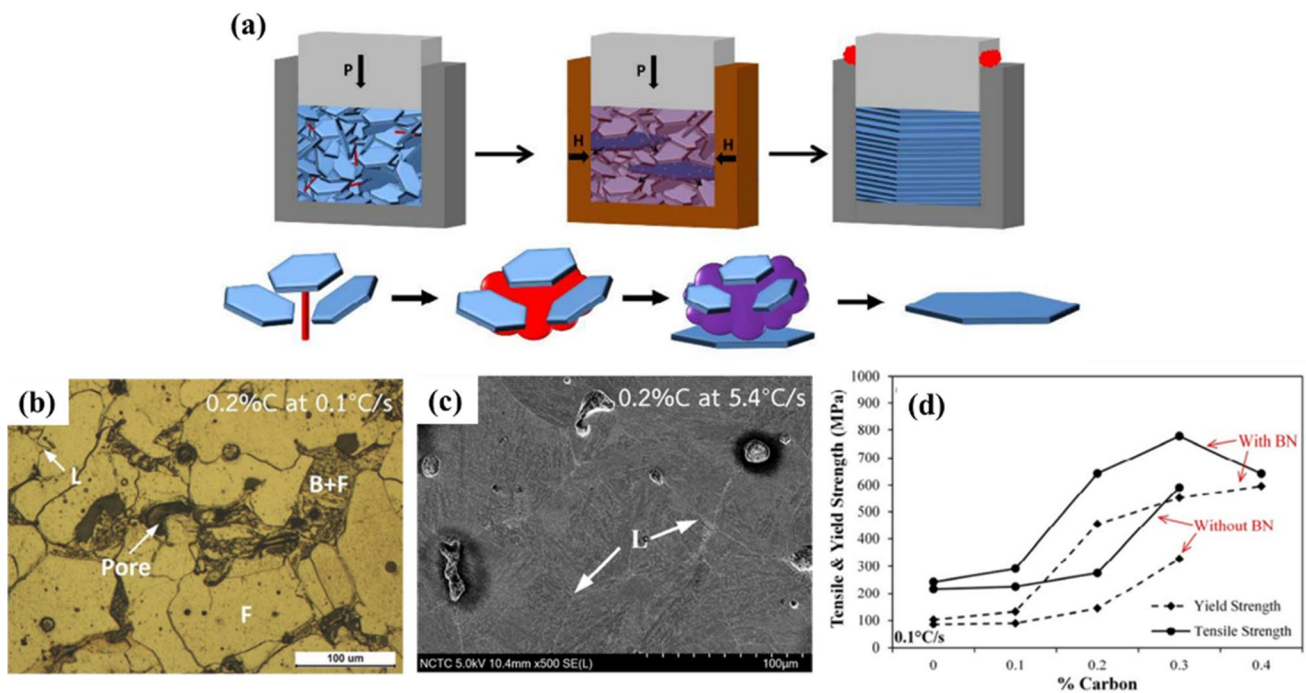 (a)
P
P
H
H
(b)
0.2%C at 0.1°C/s
L
B+F
Pore
F
100 um
(c)
0.2%C at 5.4°C/s
L
NCTC 5.0kV 10.4mm x500 SE(L)
100µm
(d)
Tensile & Yield Strength (MPa)
1000
900
800
700
600
500
400
300
200
100
0
With BN
Without BN
Yield Strength
Tensile Strength
0.1°C/s
0
0.1
0.2
0.3
0.4
% Carbon